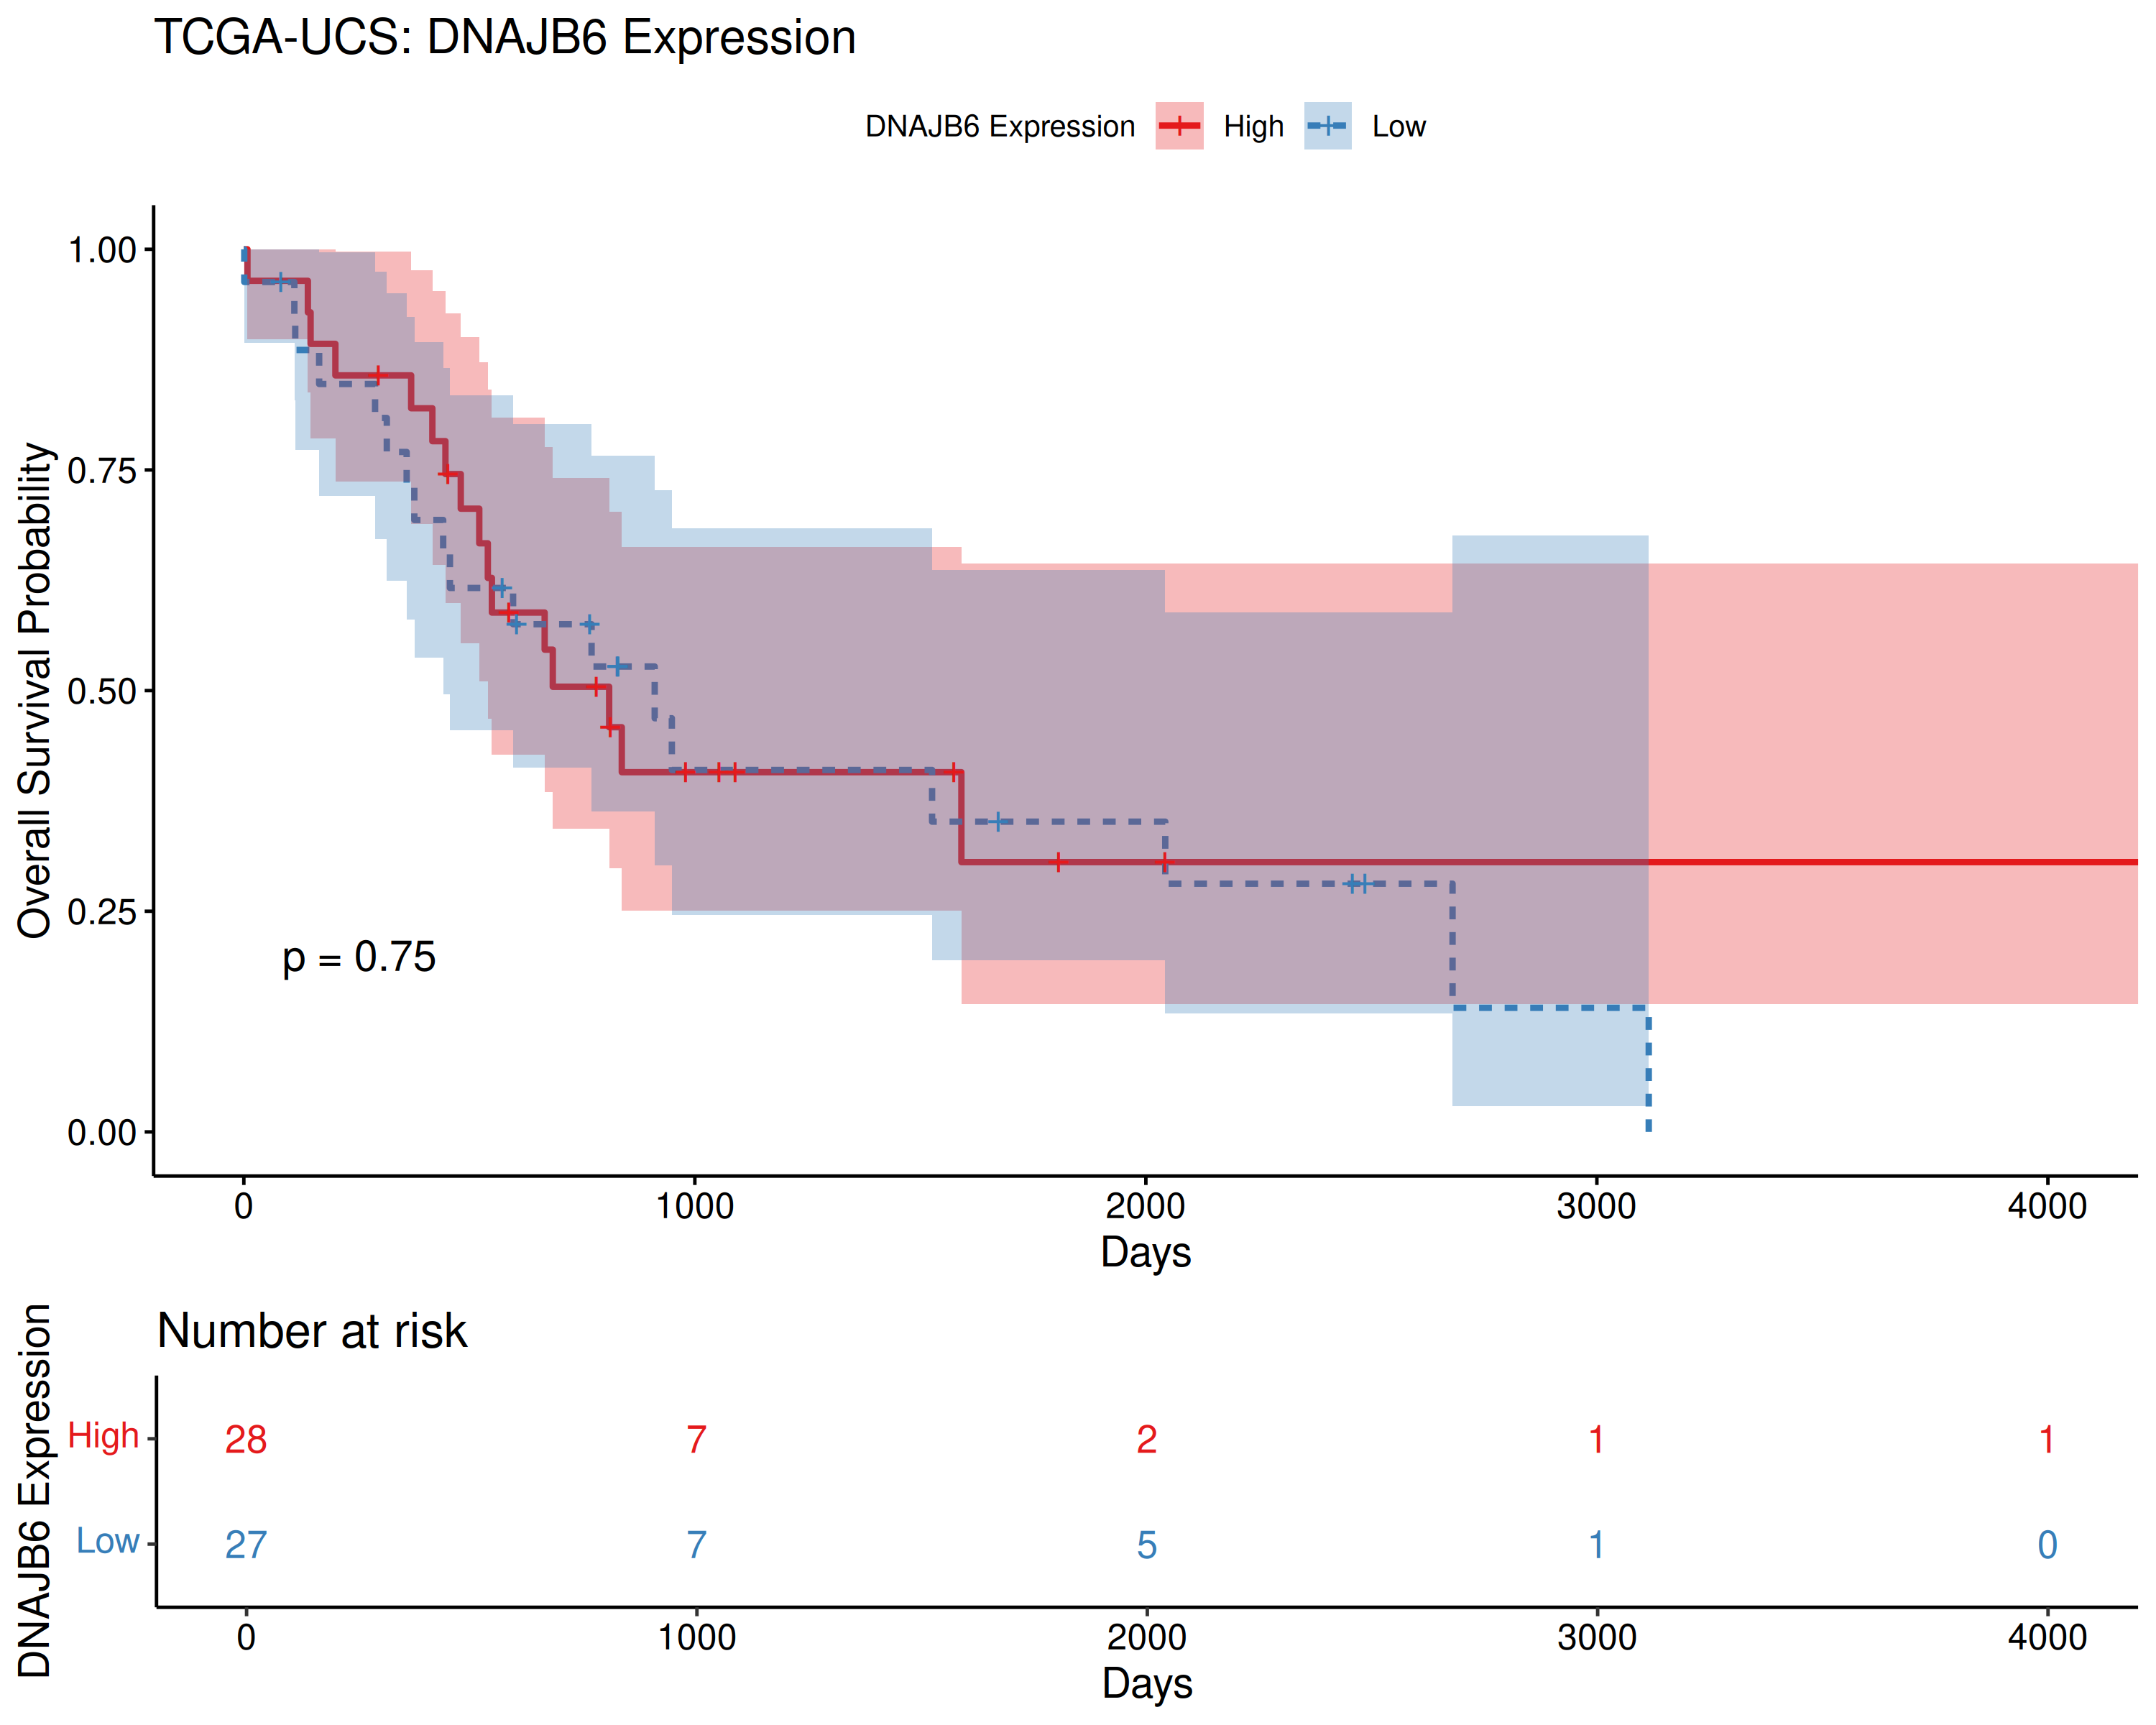 TCGA-UCS: DNAJB6 Expression
DNAJB6 Expression High Low
Overall Survival Probability
1.00
0.75
0.50
0.25
0.00
p = 0.75
0 1000 2000 3000 4000
Days
Number at risk
DNAJB6 Expression
High 28 7 2 1 1
Low 27 7 5 1 0
0 1000 2000 3000 4000
Days